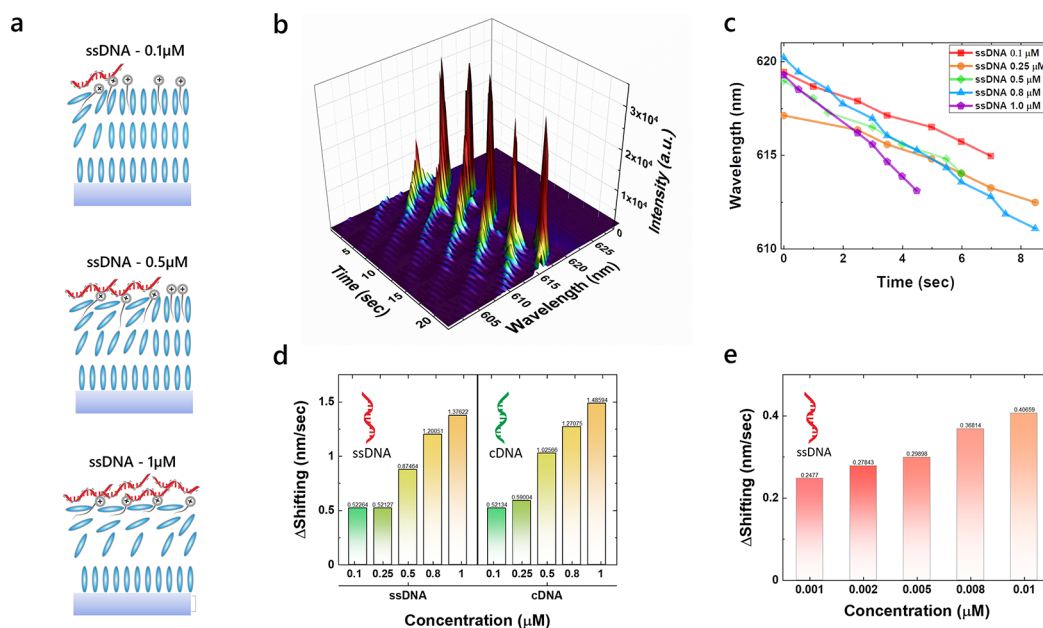 a
ssDNA - 0.1μM
ssDNA - 0.5μM
ssDNA - 1μM
b
3x10⁴
2x10⁴
1x10⁴
0
Intensity (a.u.)
5
10
15
20
Time (sec)
605
610
615
620
625
Wavelength (nm)
c
ssDNA 0.1 μM
ssDNA 0.25 μM
ssDNA 0.5 μM
ssDNA 0.8 μM
ssDNA 1.0 μM
620
615
610
Wavelength (nm)
0 2 4 6 8
Time (sec)
d
1.5
1.0
0.5
0
ΔShifting (nm/sec)
ssDNA
0.52264
0.52127
0.87464
1.20051
1.37622
cDNA
0.52134
0.59004
1.02566
1.27075
1.48594
0.1 0.25 0.5 0.8 1 0.1 0.25 0.5 0.8 1
ssDNA cDNA
Concentration (μM)
e
0.4
0.2
0
ΔShifting (nm/sec)
ssDNA
0.2477
0.27843
0.29898
0.36814
0.40659
0.001 0.002 0.005 0.008 0.01
Concentration (μM)